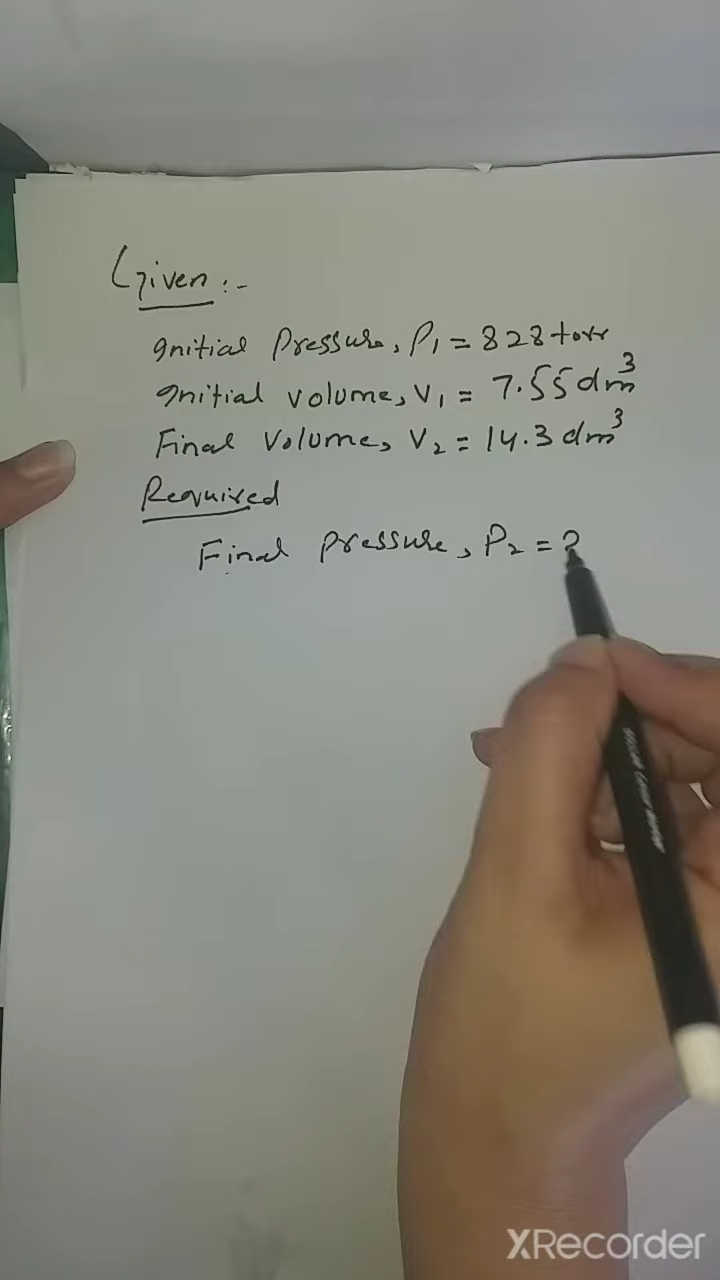 Given:-
Initial Pressure, P₁ = 828 torr
Initial volume, V₁ = 7.55 dm³
Final Volume, V₂ = 14.3 dm³
Required
Final pressure, P₂ = ?
XRecorder